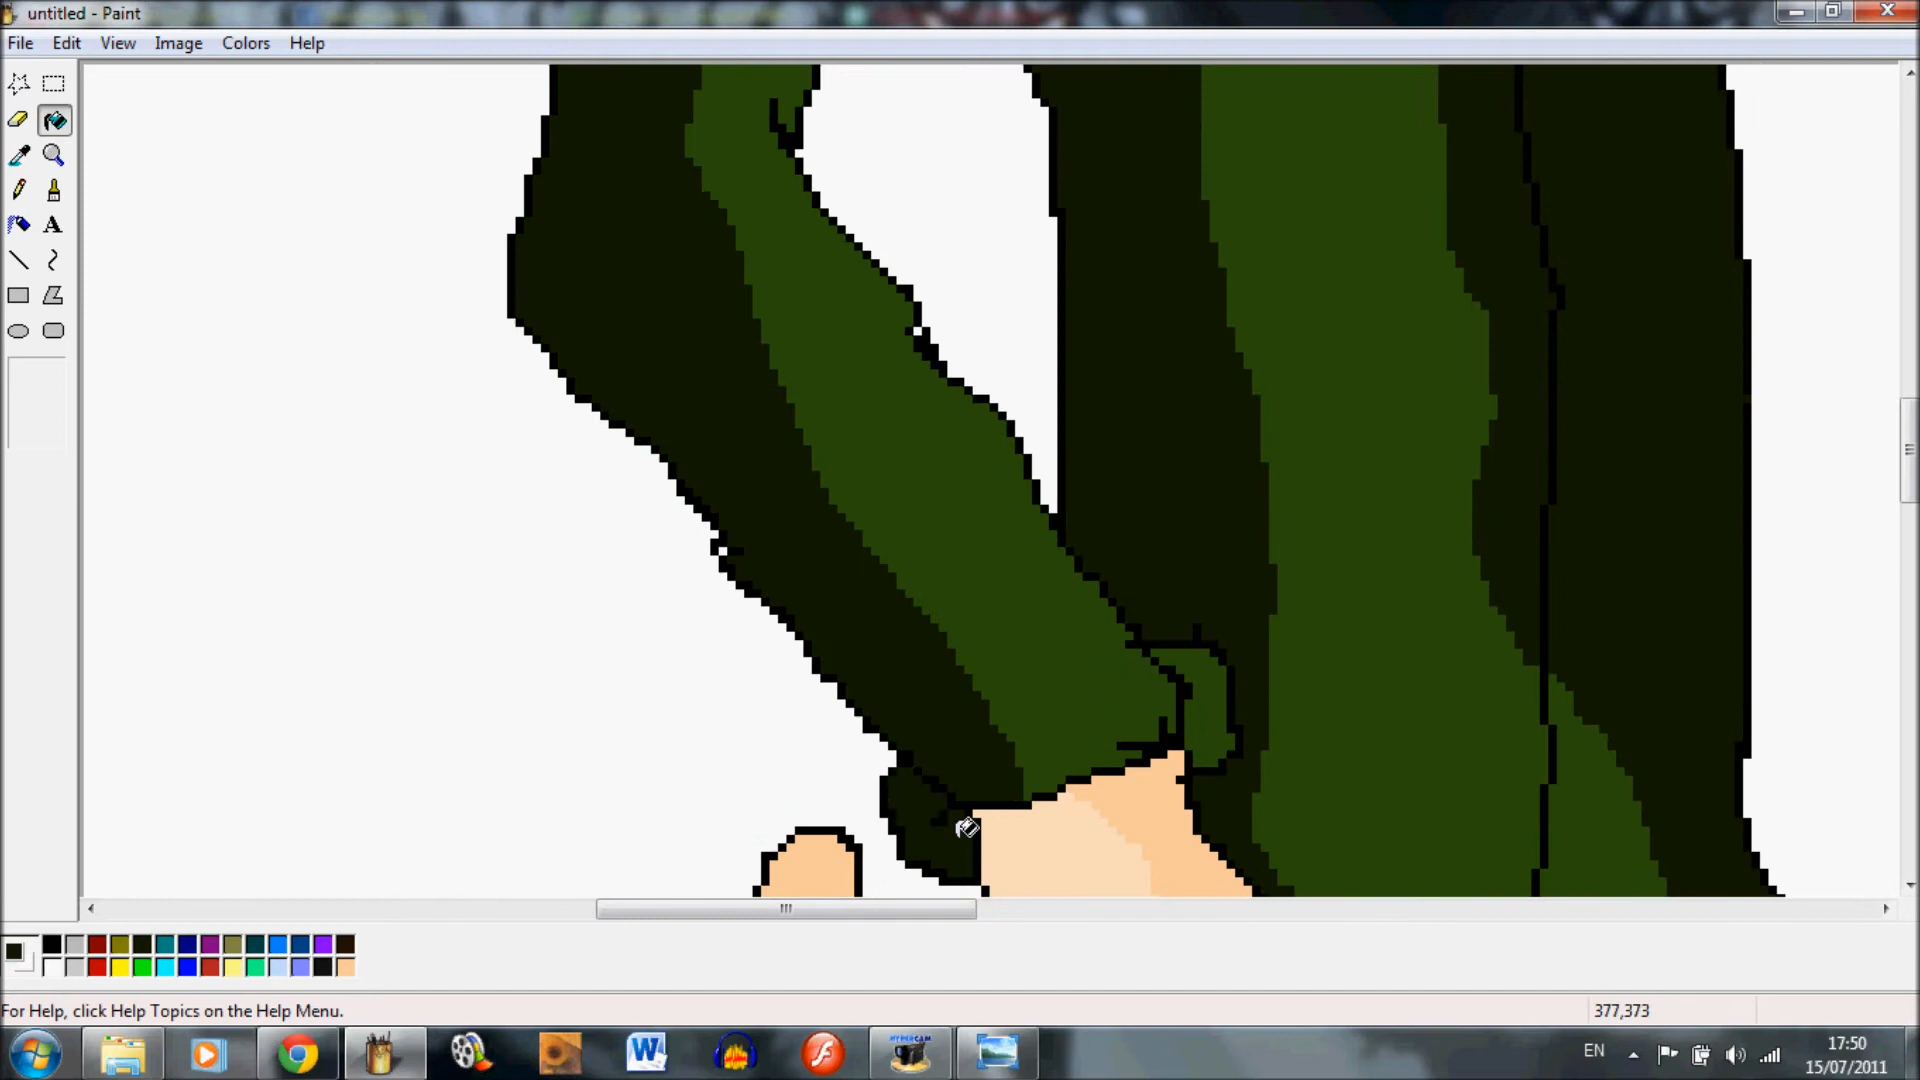 untitled - Paint
File Edit View Image Colors Help
A
For Help, click Help Topics on the Help Menu.
377,373
W
HYPERCAM
EN
17:50
15/07/2011